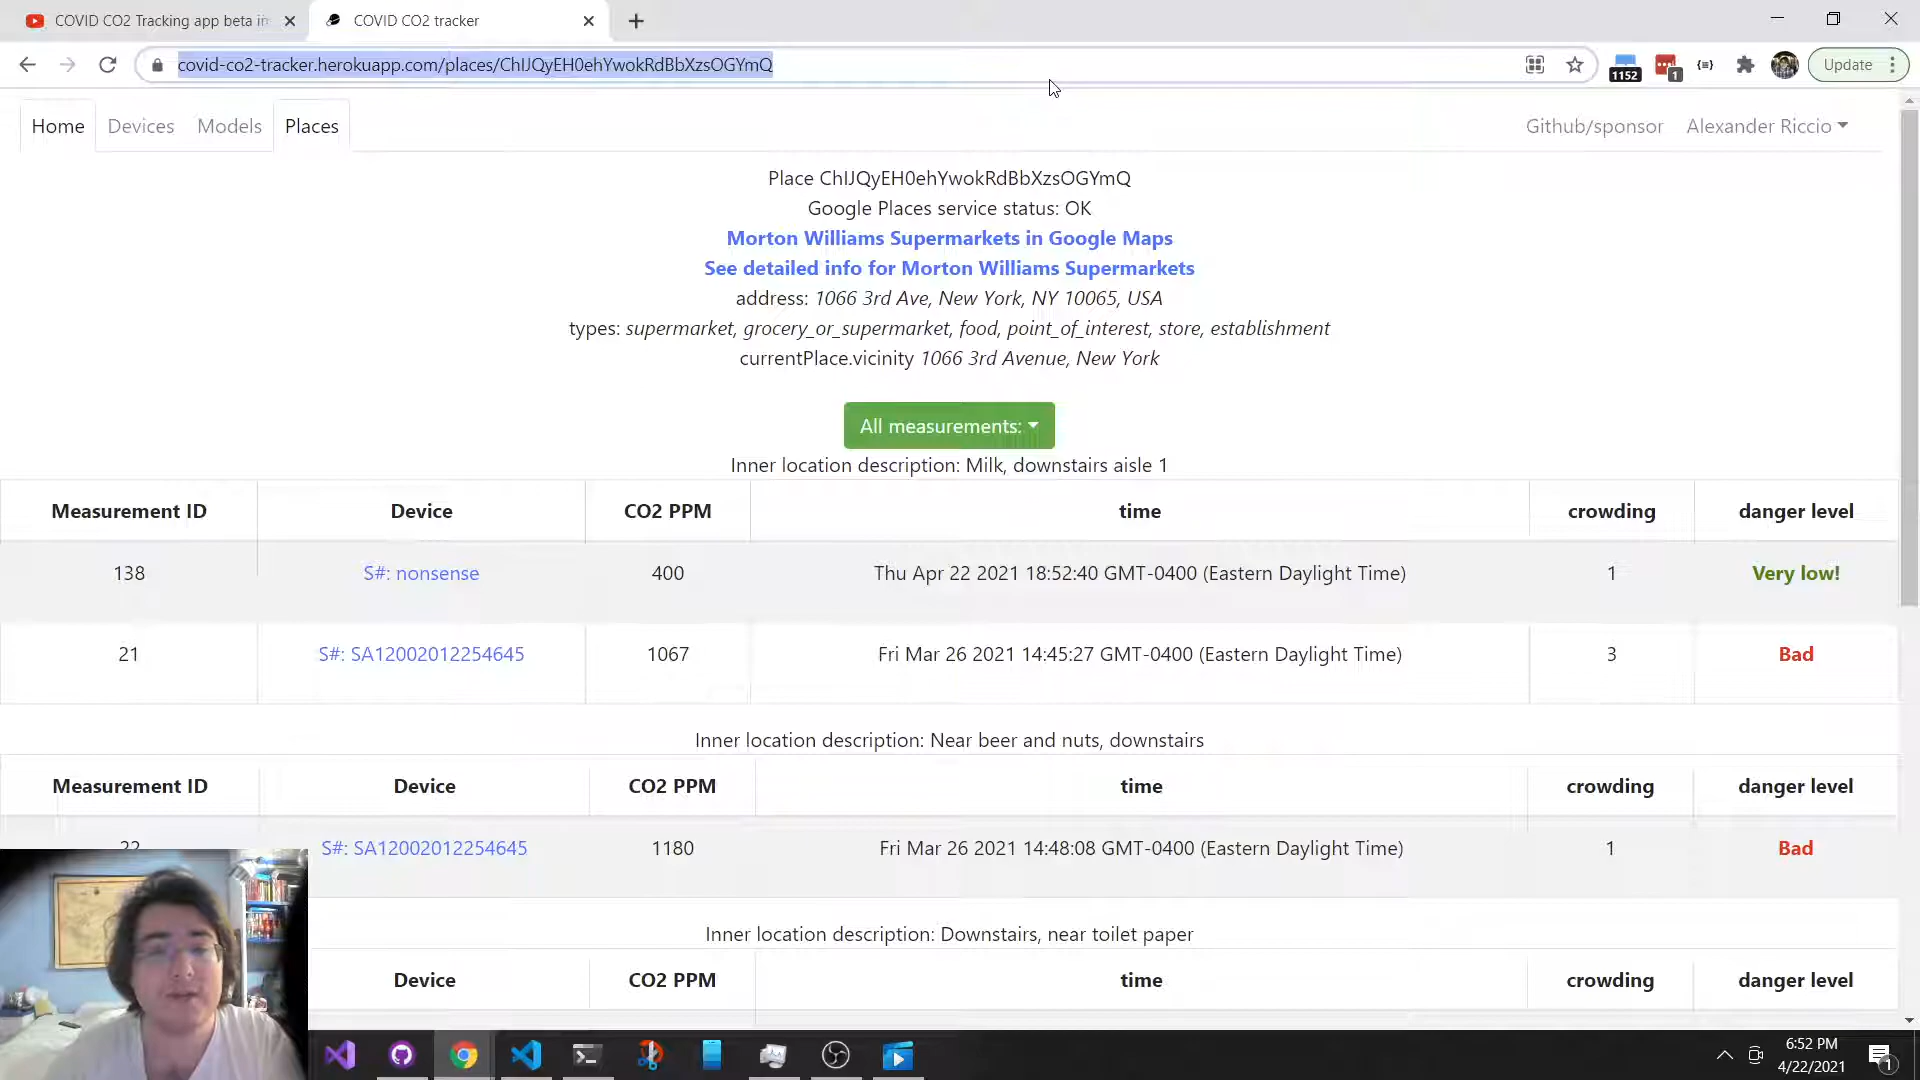 COVID CO2 Tracking app beta in
COVID CO2 tracker
covid-co2-tracker.herokuapp.com/places/ChIJQyEH0ehYwokRdBbXzsOGYmQ
1152
1
Update
Home Devices Models Places
Github/sponsor Alexander Riccio
Place ChIJQyEH0ehYwokRdBbXzsOGYmQ
Google Places service status: OK
Morton Williams Supermarkets in Google Maps
See detailed info for Morton Williams Supermarkets
address: 1066 3rd Ave, New York, NY 10065, USA
types: supermarket, grocery_or_supermarket, food, point_of_interest, store, establishment
currentPlace.vicinity 1066 3rd Avenue, New York
All measurements:
Inner location description: Milk, downstairs aisle 1
Measurement ID Device CO2 PPM time crowding danger level
138 S#: nonsense 400 Thu Apr 22 2021 18:52:40 GMT-0400 (Eastern Daylight Time) 1 Very low!
21 S#: SA12002012254645 1067 Fri Mar 26 2021 14:45:27 GMT-0400 (Eastern Daylight Time) 3 Bad
Inner location description: Near beer and nuts, downstairs
Measurement ID Device CO2 PPM time crowding danger level
22 S#: SA12002012254645 1180 Fri Mar 26 2021 14:48:08 GMT-0400 (Eastern Daylight Time) 1 Bad
Inner location description: Downstairs, near toilet paper
Device CO2 PPM time crowding danger level
6:52 PM
4/22/2021
1